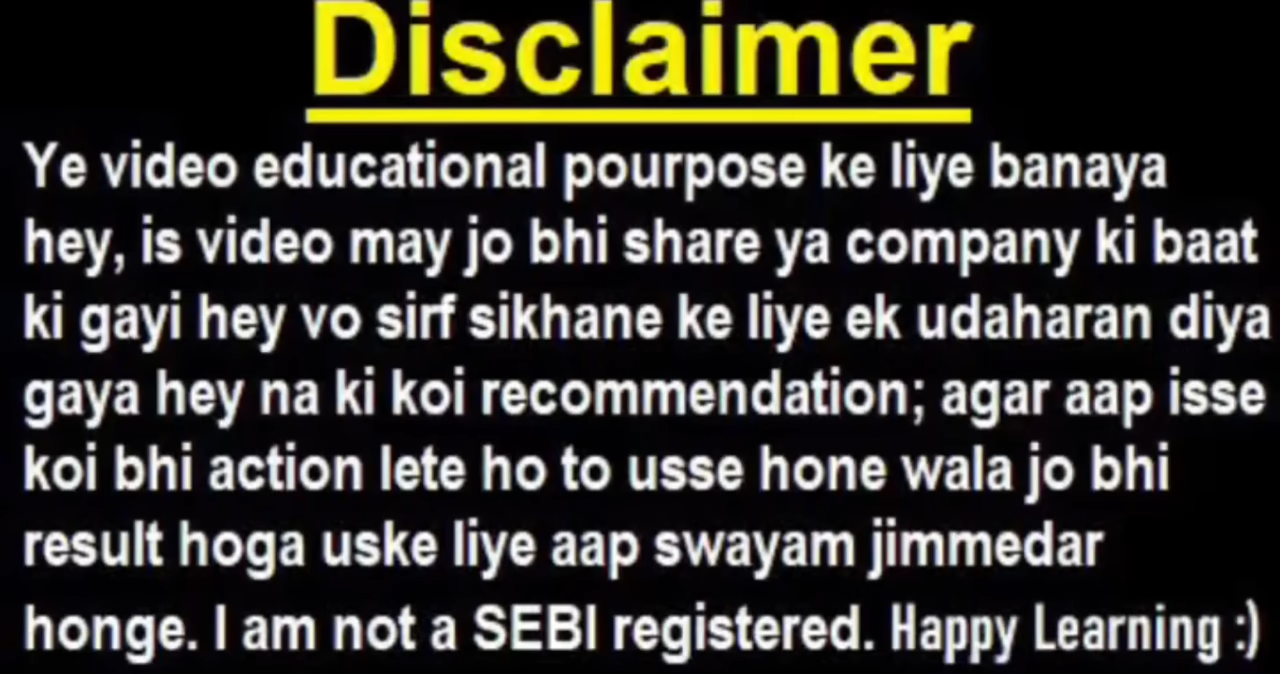 Disclaimer
Ye video educational pourpose ke liye banaya
hey, is video may jo bhi share ya company ki baat
ki gayi hey vo sirf sikhane ke liye ek udaharan diya
gaya hey na ki koi recommendation; agar aap isse
koi bhi action lete ho to usse hone wala jo bhi
result hoga uske liye aap swayam jimmedar
honge. I am not a SEBI registered. Happy Learning :)